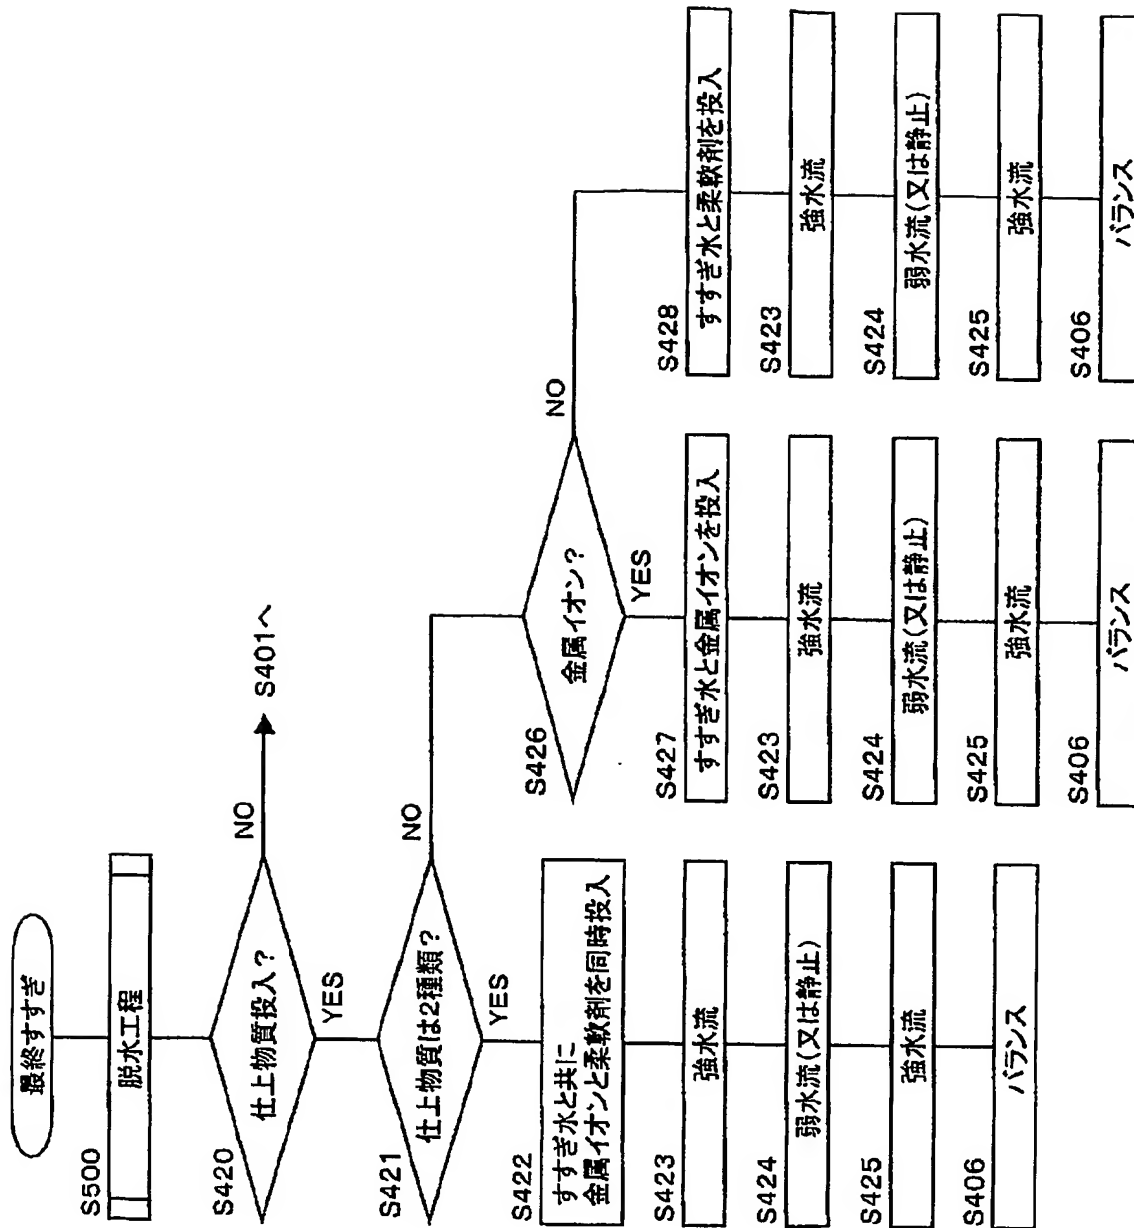 最終すすぎ
S500
脱水工程
S420
仕上物質投入?
NO
S401へ
YES
S421
仕上物質は2種類?
NO
YES
S422
すすぎ水と共に
金属イオンと柔軟剤を同時投入
S423
強水流
S424
弱水流(又は静止)
S425
強水流
S406
バランス
S426
金属イオン?
NO
YES
S427
すすぎ水と金属イオンを投入
S423
強水流
S424
弱水流(又は静止)
S425
強水流
S406
バランス
S428
すすぎ水と柔軟剤を投入
S423
強水流
S424
弱水流(又は静止)
S425
強水流
S406
バランス